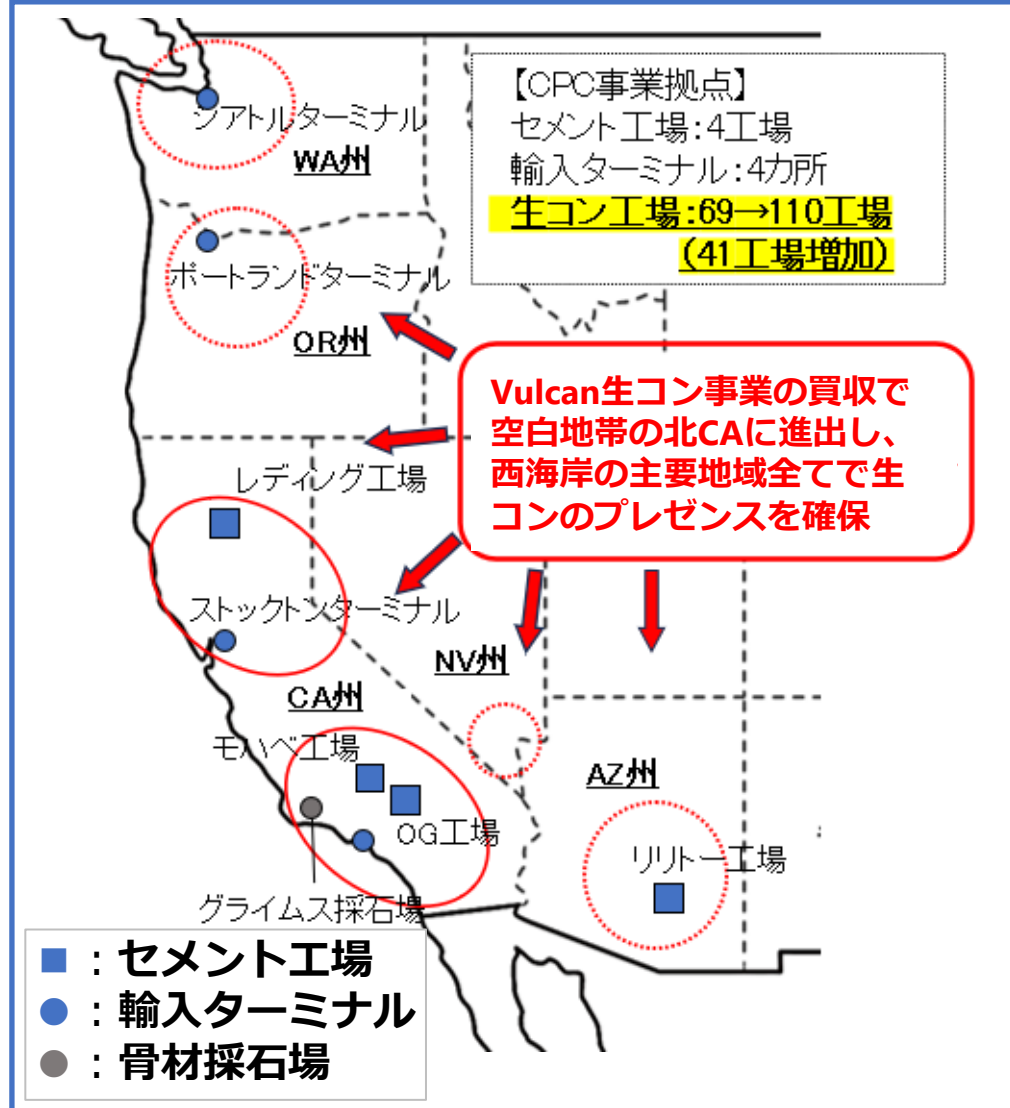 シアトルターミナル
WA州
【CPC事業拠点】
セメント工場:4工場
輸入ターミナル:4カ所
生コン工場:69→110工場
(41工場増加)
ポートランドターミナル
OR州
Vulcan生コン事業の買収で
空白地帯の北CAに進出し、
西海岸の主要地域全てで生
コンのプレゼンスを確保
レディング工場
ストックトンターミナル
NV州
CA州
モハベ工場
AZ州
OG工場
リリトー工場
グライムス採石場
:セメント工場
:輸入ターミナル
:骨材採石場